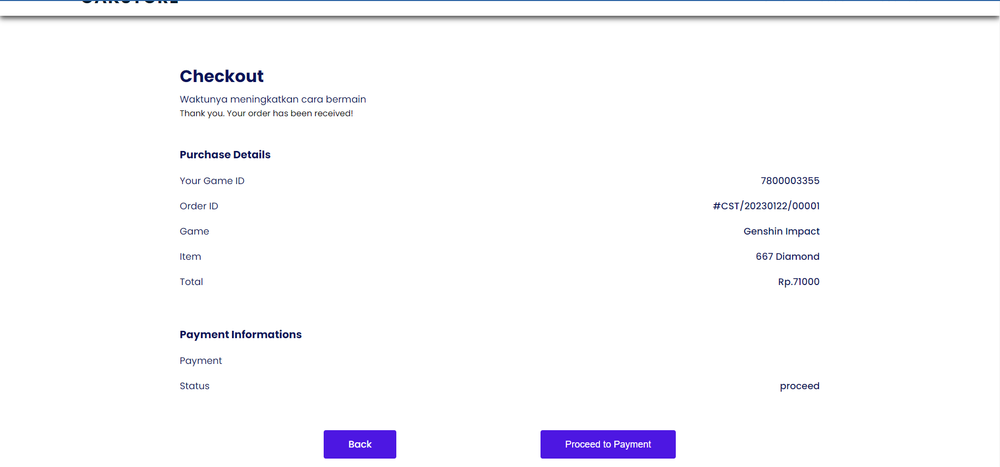 Checkout
Waktunya meningkatkan cara bermain
Thank you. Your order has been received!
Purchase Details
Your Game ID 7800003355
Order ID #CST/20230122/00001
Game Genshin Impact
Item 667 Diamond
Total Rp.71000
Payment Informations
Payment
Status proceed
Back Proceed to Payment